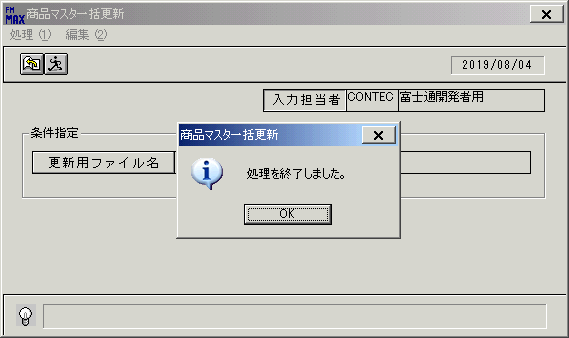 FM MAX 商品マスター括更新
処理(1) 編集(2)
2019/08/04
入力担当者 CONTEC 富士通開発者用
条件指定
更新用ファイル名
商品マスター括更新
処理を終了しました。
OK